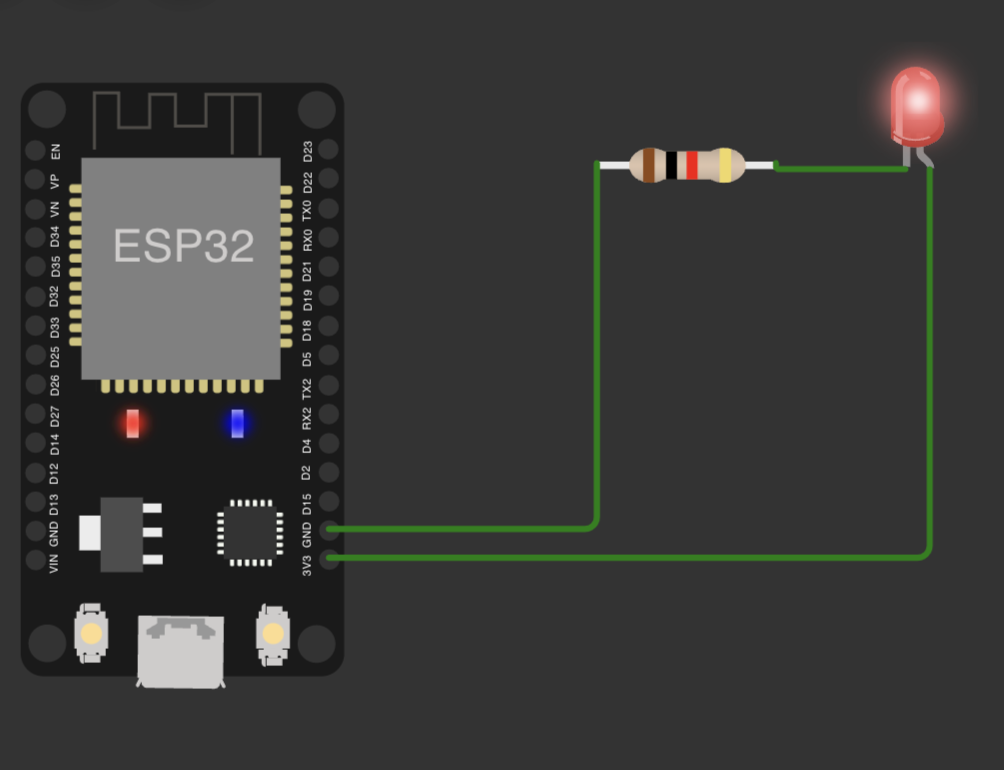 ESP32
EN
VP
VN
D34
D35
D32
D33
D25
D26
D27
D14
D12
D13
GND
VIN
D23
D22
TX0
RX0
D21
D19
D18
D5
TX2
RX2
D4
D2
D15
GND
3V3